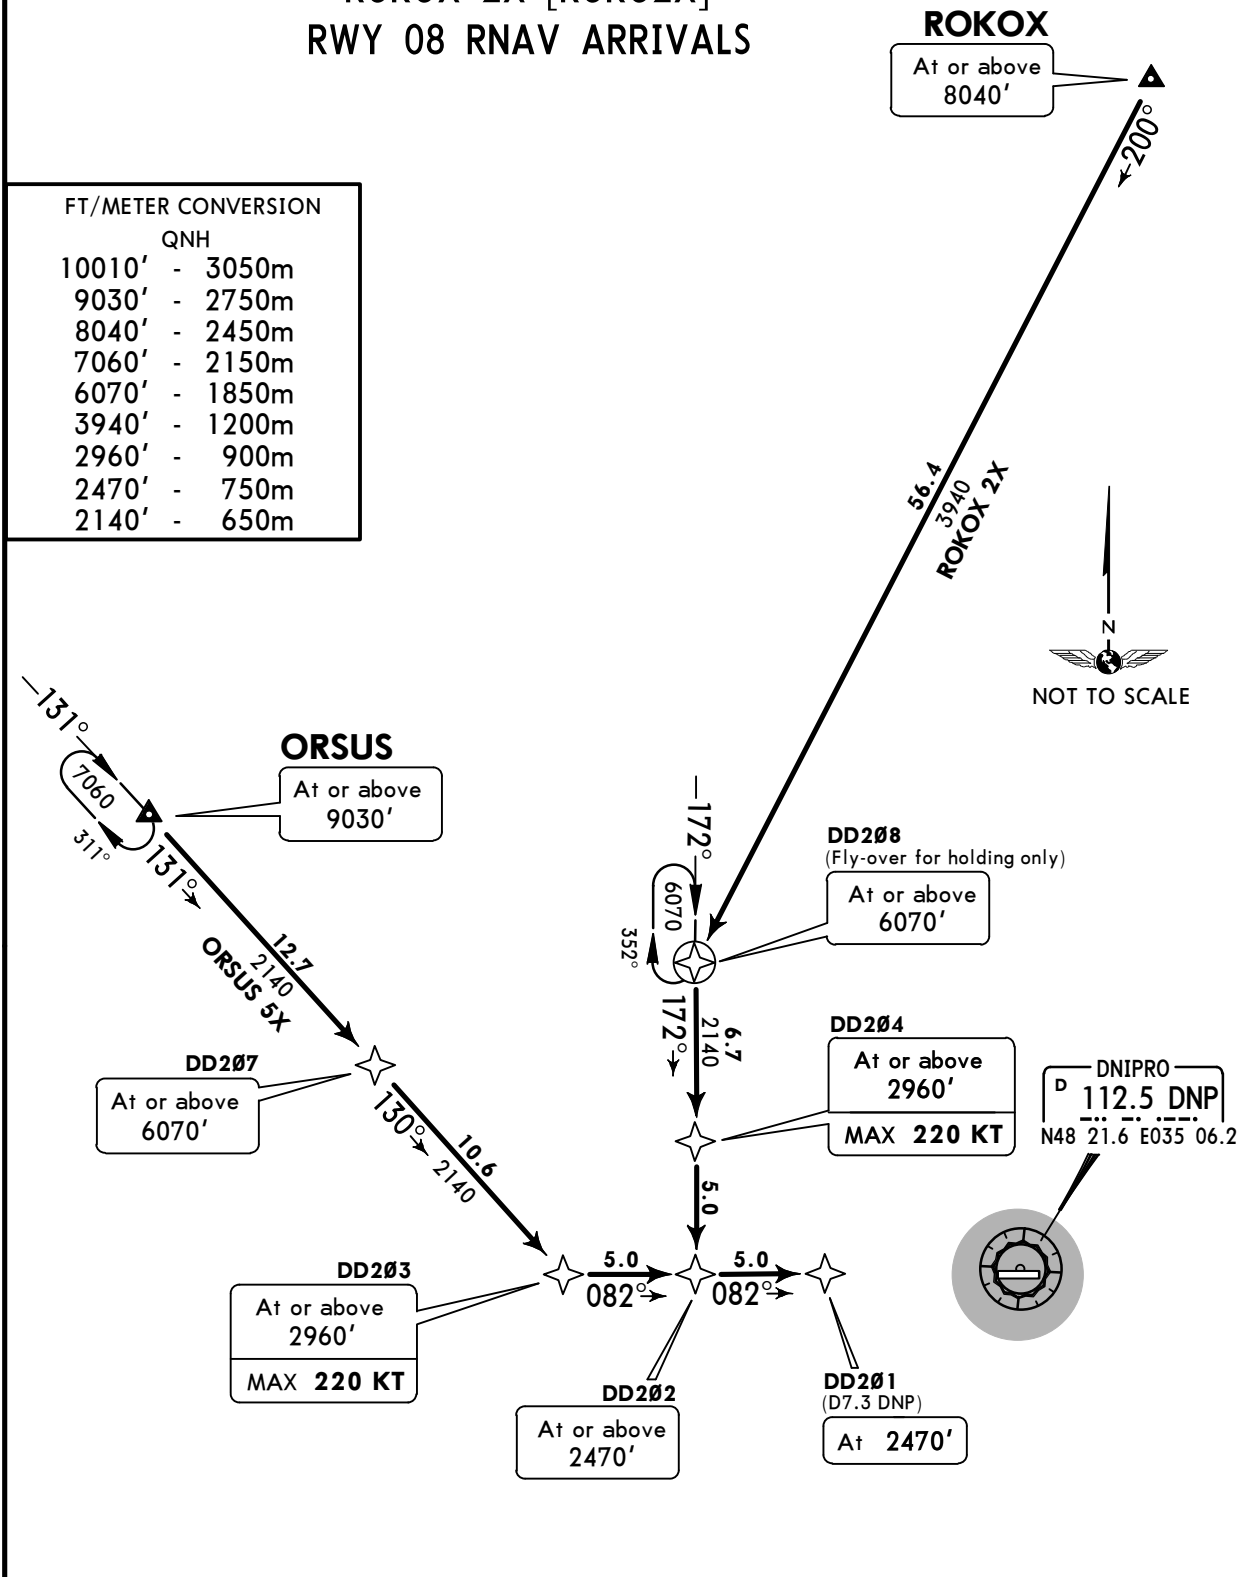 ROKOX 2X [ROKO2X]
RWY 08 RNAV ARRIVALS
ROKOX
At or above
8040'
200°
FT/METER CONVERSION
QNH
10010' - 3050m
9030' - 2750m
8040' - 2450m
7060' - 2150m
6070' - 1850m
3940' - 1200m
2960' - 900m
2470' - 750m
2140' - 650m
56.4
3940
ROKOX 2X
N
NOT TO SCALE
131°
7060
311°
ORSUS
At or above
9030'
131°
12.7
2140
ORSUS 5X
172°
6070
352°
DD2Ø8
(Fly-over for holding only)
At or above
6070'
172°
6.7
2140
DD2Ø7
At or above
6070'
130°
10.6
2140
DD2Ø4
At or above
2960'
MAX 220 KT
DNIPRO
D 112.5 DNP
N48 21.6 E035 06.2
5.0
DD2Ø3
At or above
2960'
MAX 220 KT
5.0
082°
5.0
082°
DD2Ø2
At or above
2470'
DD2Ø1
(D7.3 DNP)
At 2470'